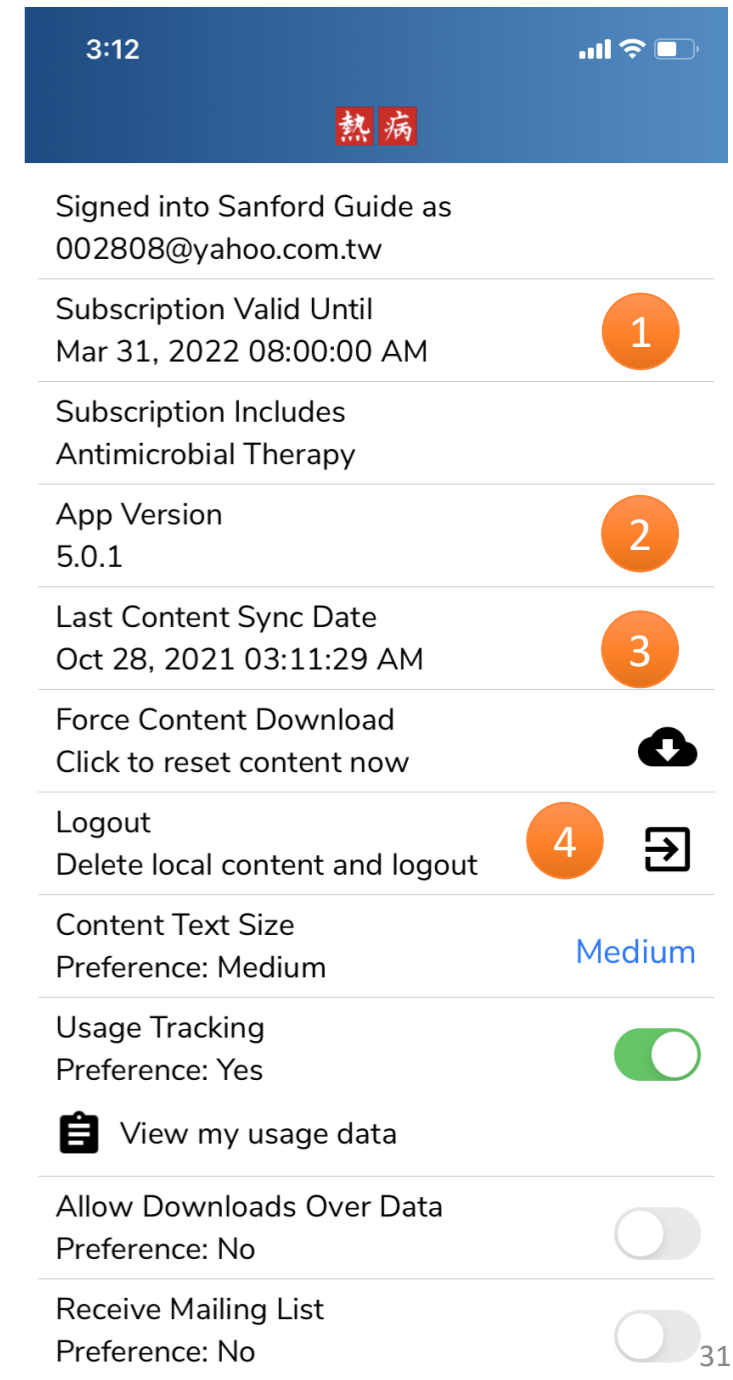 3:12
熱病
Signed into Sanford Guide as
002808@yahoo.com.tw
Subscription Valid Until
Mar 31, 2022 08:00:00 AM
1
Subscription Includes
Antimicrobial Therapy
App Version
5.0.1
2
Last Content Sync Date
Oct 28, 2021 03:11:29 AM
3
Force Content Download
Click to reset content now
Logout
Delete local content and logout
4
Content Text Size
Preference: Medium
Medium
Usage Tracking
Preference: Yes
View my usage data
Allow Downloads Over Data
Preference: No
Receive Mailing List
Preference: No
31